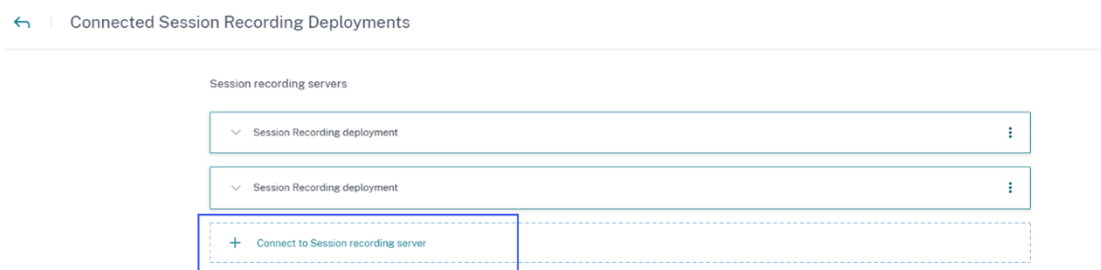 Connected Session Recording Deployments
Session recording servers
Session Recording deployment
Session Recording deployment
Connect to Session recording server